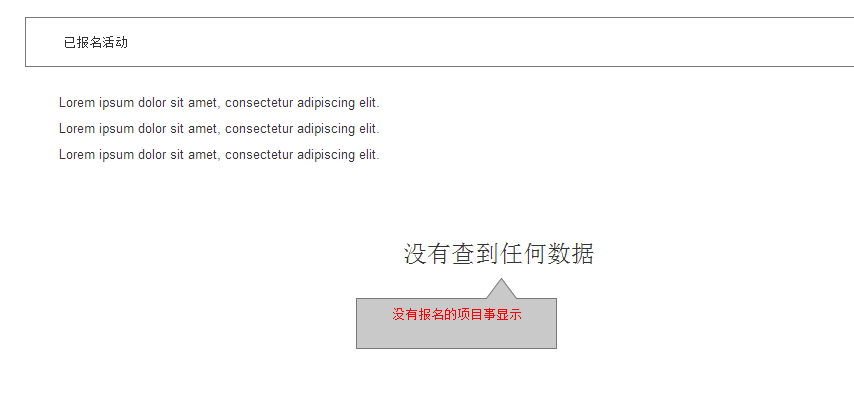 已报名活动
Lorem ipsum dolor sit amet, consectetur adipiscing elit.
Lorem ipsum dolor sit amet, consectetur adipiscing elit.
Lorem ipsum dolor sit amet, consectetur adipiscing elit.
没有查到任何数据
没有报名的项目事显示